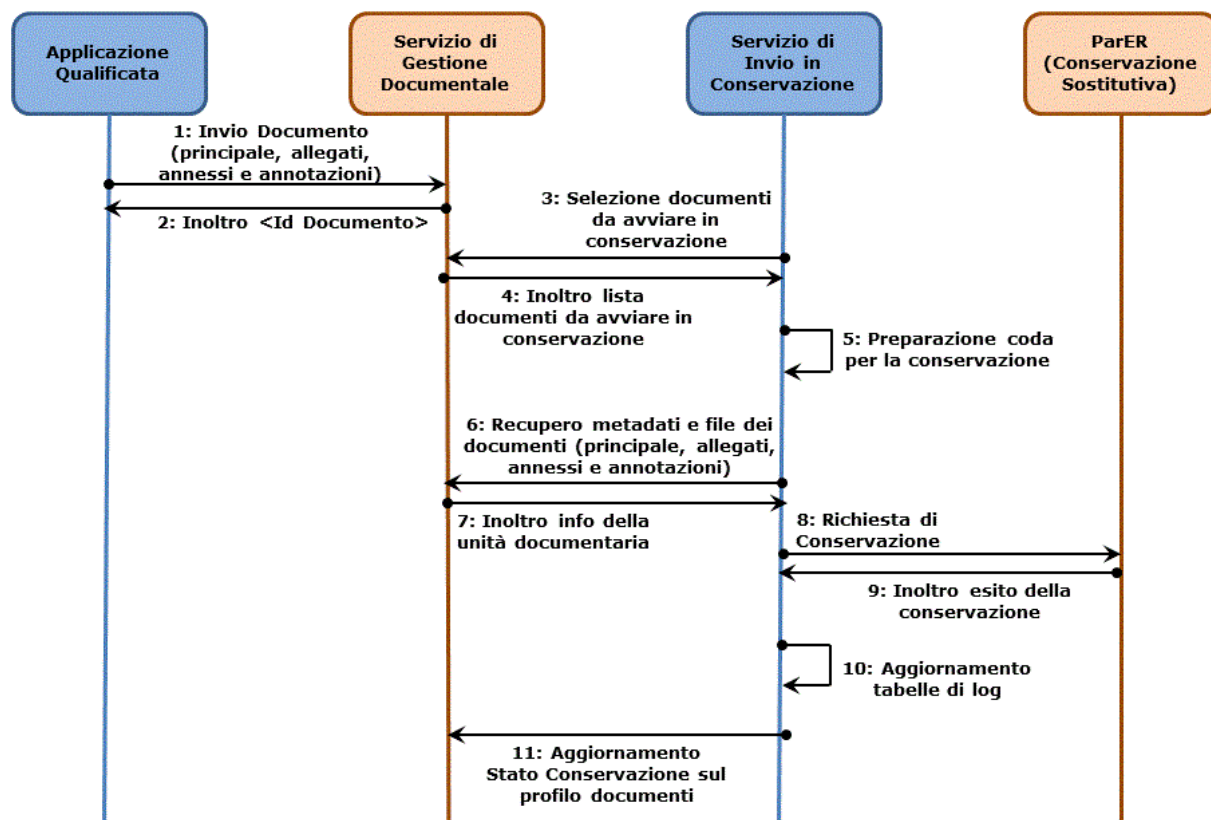 Applicazione
Qualificata
Servizio di
Gestione
Documentale
Servizio di
Invio in
Conservazione
ParER
(Conservazione
Sostitutiva)
1: Invio Documento
(principale, allegati,
annessi e annotazioni)
2: Inoltro <Id Documento>
3: Selezione documenti
da avviare in
conservazione
4: Inoltro lista
documenti da avviare in
conservazione
5: Preparazione coda
per la conservazione
6: Recupero metadati e file dei
documenti (principale, allegati,
annessi e annotazioni)
7: Inoltro info della
unità documentaria
8: Richiesta di
Conservazione
9: Inoltro esito della
conservazione
10: Aggiornamento
tabelle di log
11: Aggiornamento
Stato Conservazione sul
profilo documenti